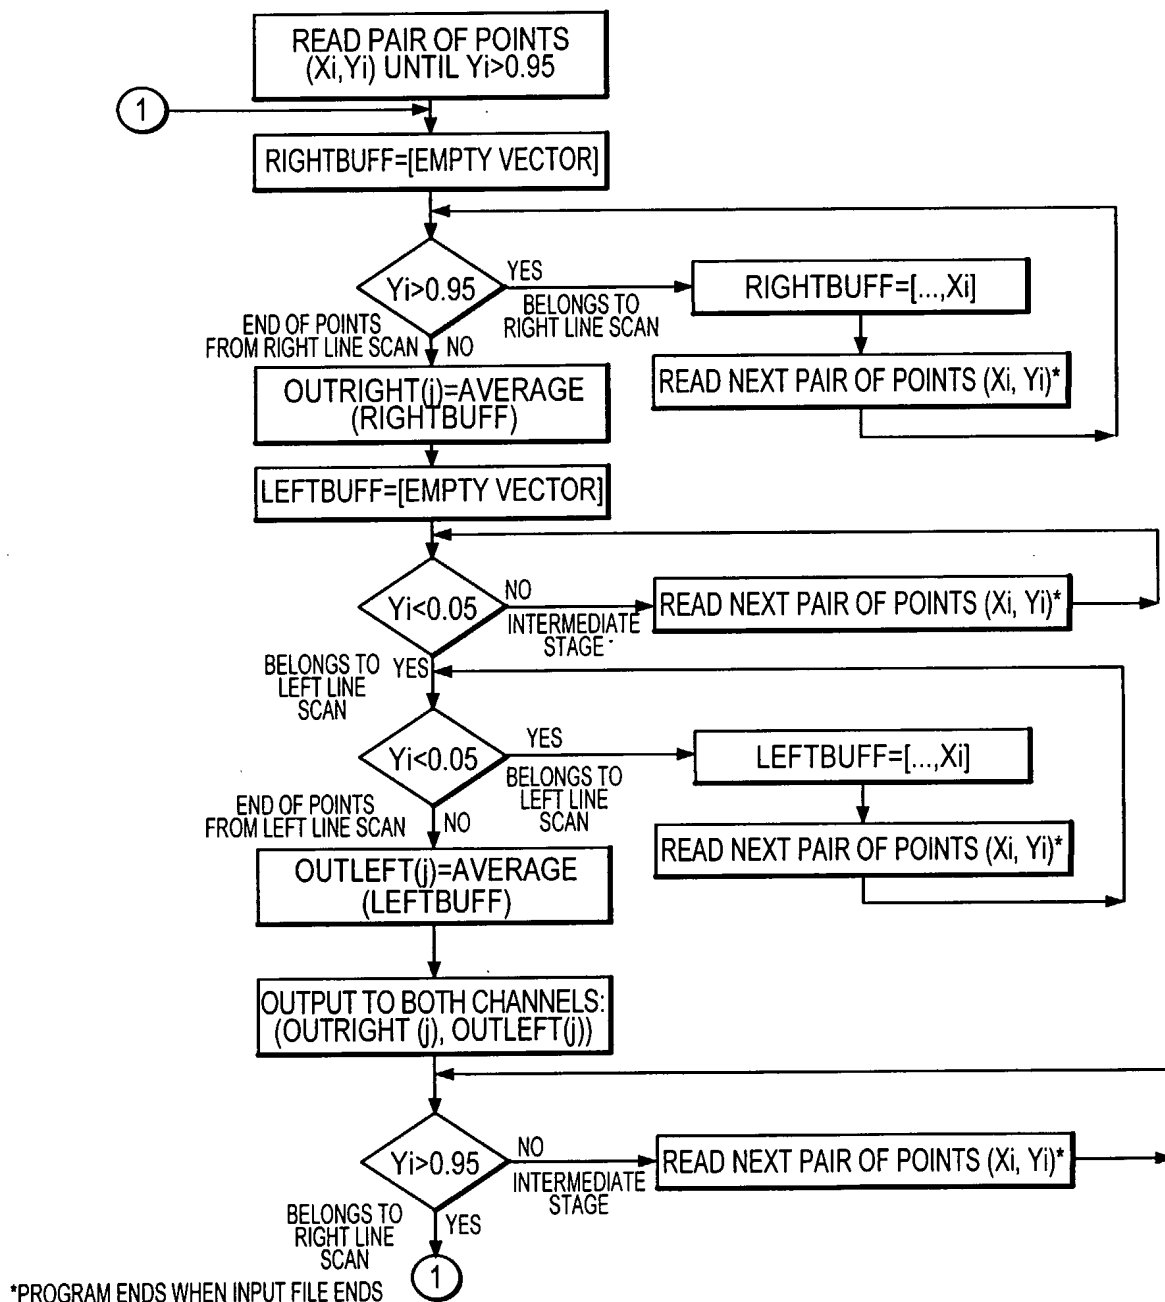 READ PAIR OF POINTS
(Xi,Yi) UNTIL Yi>0.95
1
RIGHTBUFF=[EMPTY VECTOR]
Yi>0.95
YES
BELONGS TO
RIGHT LINE SCAN
RIGHTBUFF=[...,Xi]
END OF POINTS
FROM RIGHT LINE SCAN
NO
READ NEXT PAIR OF POINTS (Xi, Yi)*
OUTRIGHT(j)=AVERAGE
(RIGHTBUFF)
LEFTBUFF=[EMPTY VECTOR]
Yi<0.05
NO
INTERMEDIATE
STAGE
READ NEXT PAIR OF POINTS (Xi, Yi)*
BELONGS TO
LEFT LINE
SCAN
YES
Yi<0.05
YES
BELONGS TO
LEFT LINE
SCAN
LEFTBUFF=[...,Xi]
END OF POINTS
FROM LEFT LINE SCAN
NO
READ NEXT PAIR OF POINTS (Xi, Yi)*
OUTLEFT(j)=AVERAGE
(LEFTBUFF)
OUTPUT TO BOTH CHANNELS:
(OUTRIGHT (j), OUTLEFT(j))
Yi>0.95
NO
INTERMEDIATE
STAGE
READ NEXT PAIR OF POINTS (Xi, Yi)*
BELONGS TO
RIGHT LINE
SCAN
YES
1
*PROGRAM ENDS WHEN INPUT FILE ENDS